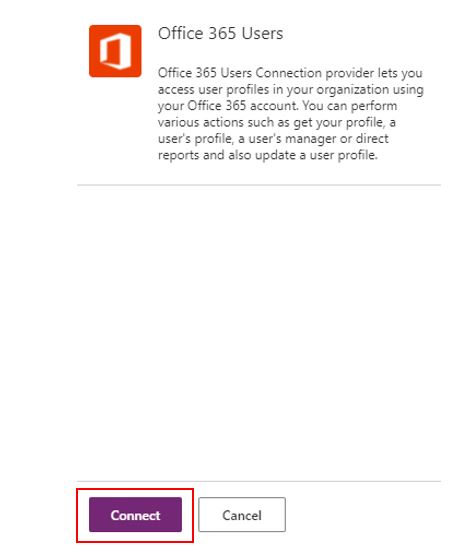 Office 365 Users
Office 365 Users Connection provider lets you
access user profiles in your organization using
your Office 365 account. You can perform
various actions such as get your profile, a
user's profile, a user's manager or direct
reports and also update a user profile.
Connect
Cancel